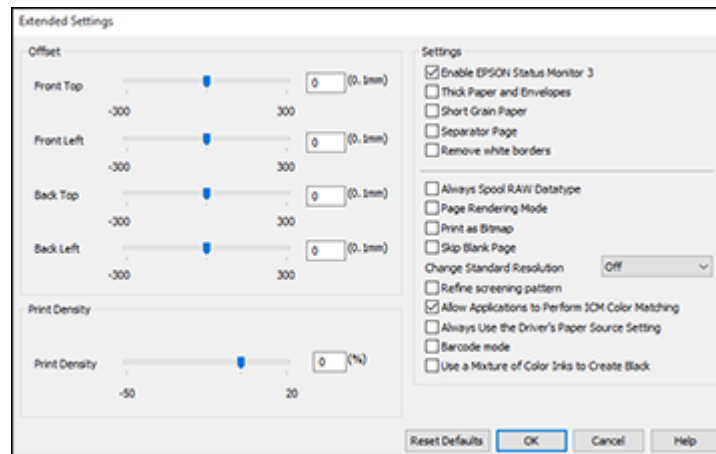 Extended Settings
Offset
Front Top
0
(0.1mm)
-300
300
Front Left
0
(0.1mm)
-300
300
Back Top
0
(0.1mm)
-300
300
Back Left
0
(0.1mm)
-300
300
Print Density
Print Density
0
(%)
-50
20
Settings
Enable EPSON Status Monitor 3
Thick Paper and Envelopes
Short Grain Paper
Separator Page
Remove white borders
Always Spool RAW Datatype
Page Rendering Mode
Print as Bitmap
Skip Blank Page
Change Standard Resolution
Off
Refine screening pattern
Allow Applications to Perform ICM Color Matching
Always Use the Driver's Paper Source Setting
Barcode mode
Use a Mixture of Color Inks to Create Black
Reset Defaults
OK
Cancel
Help